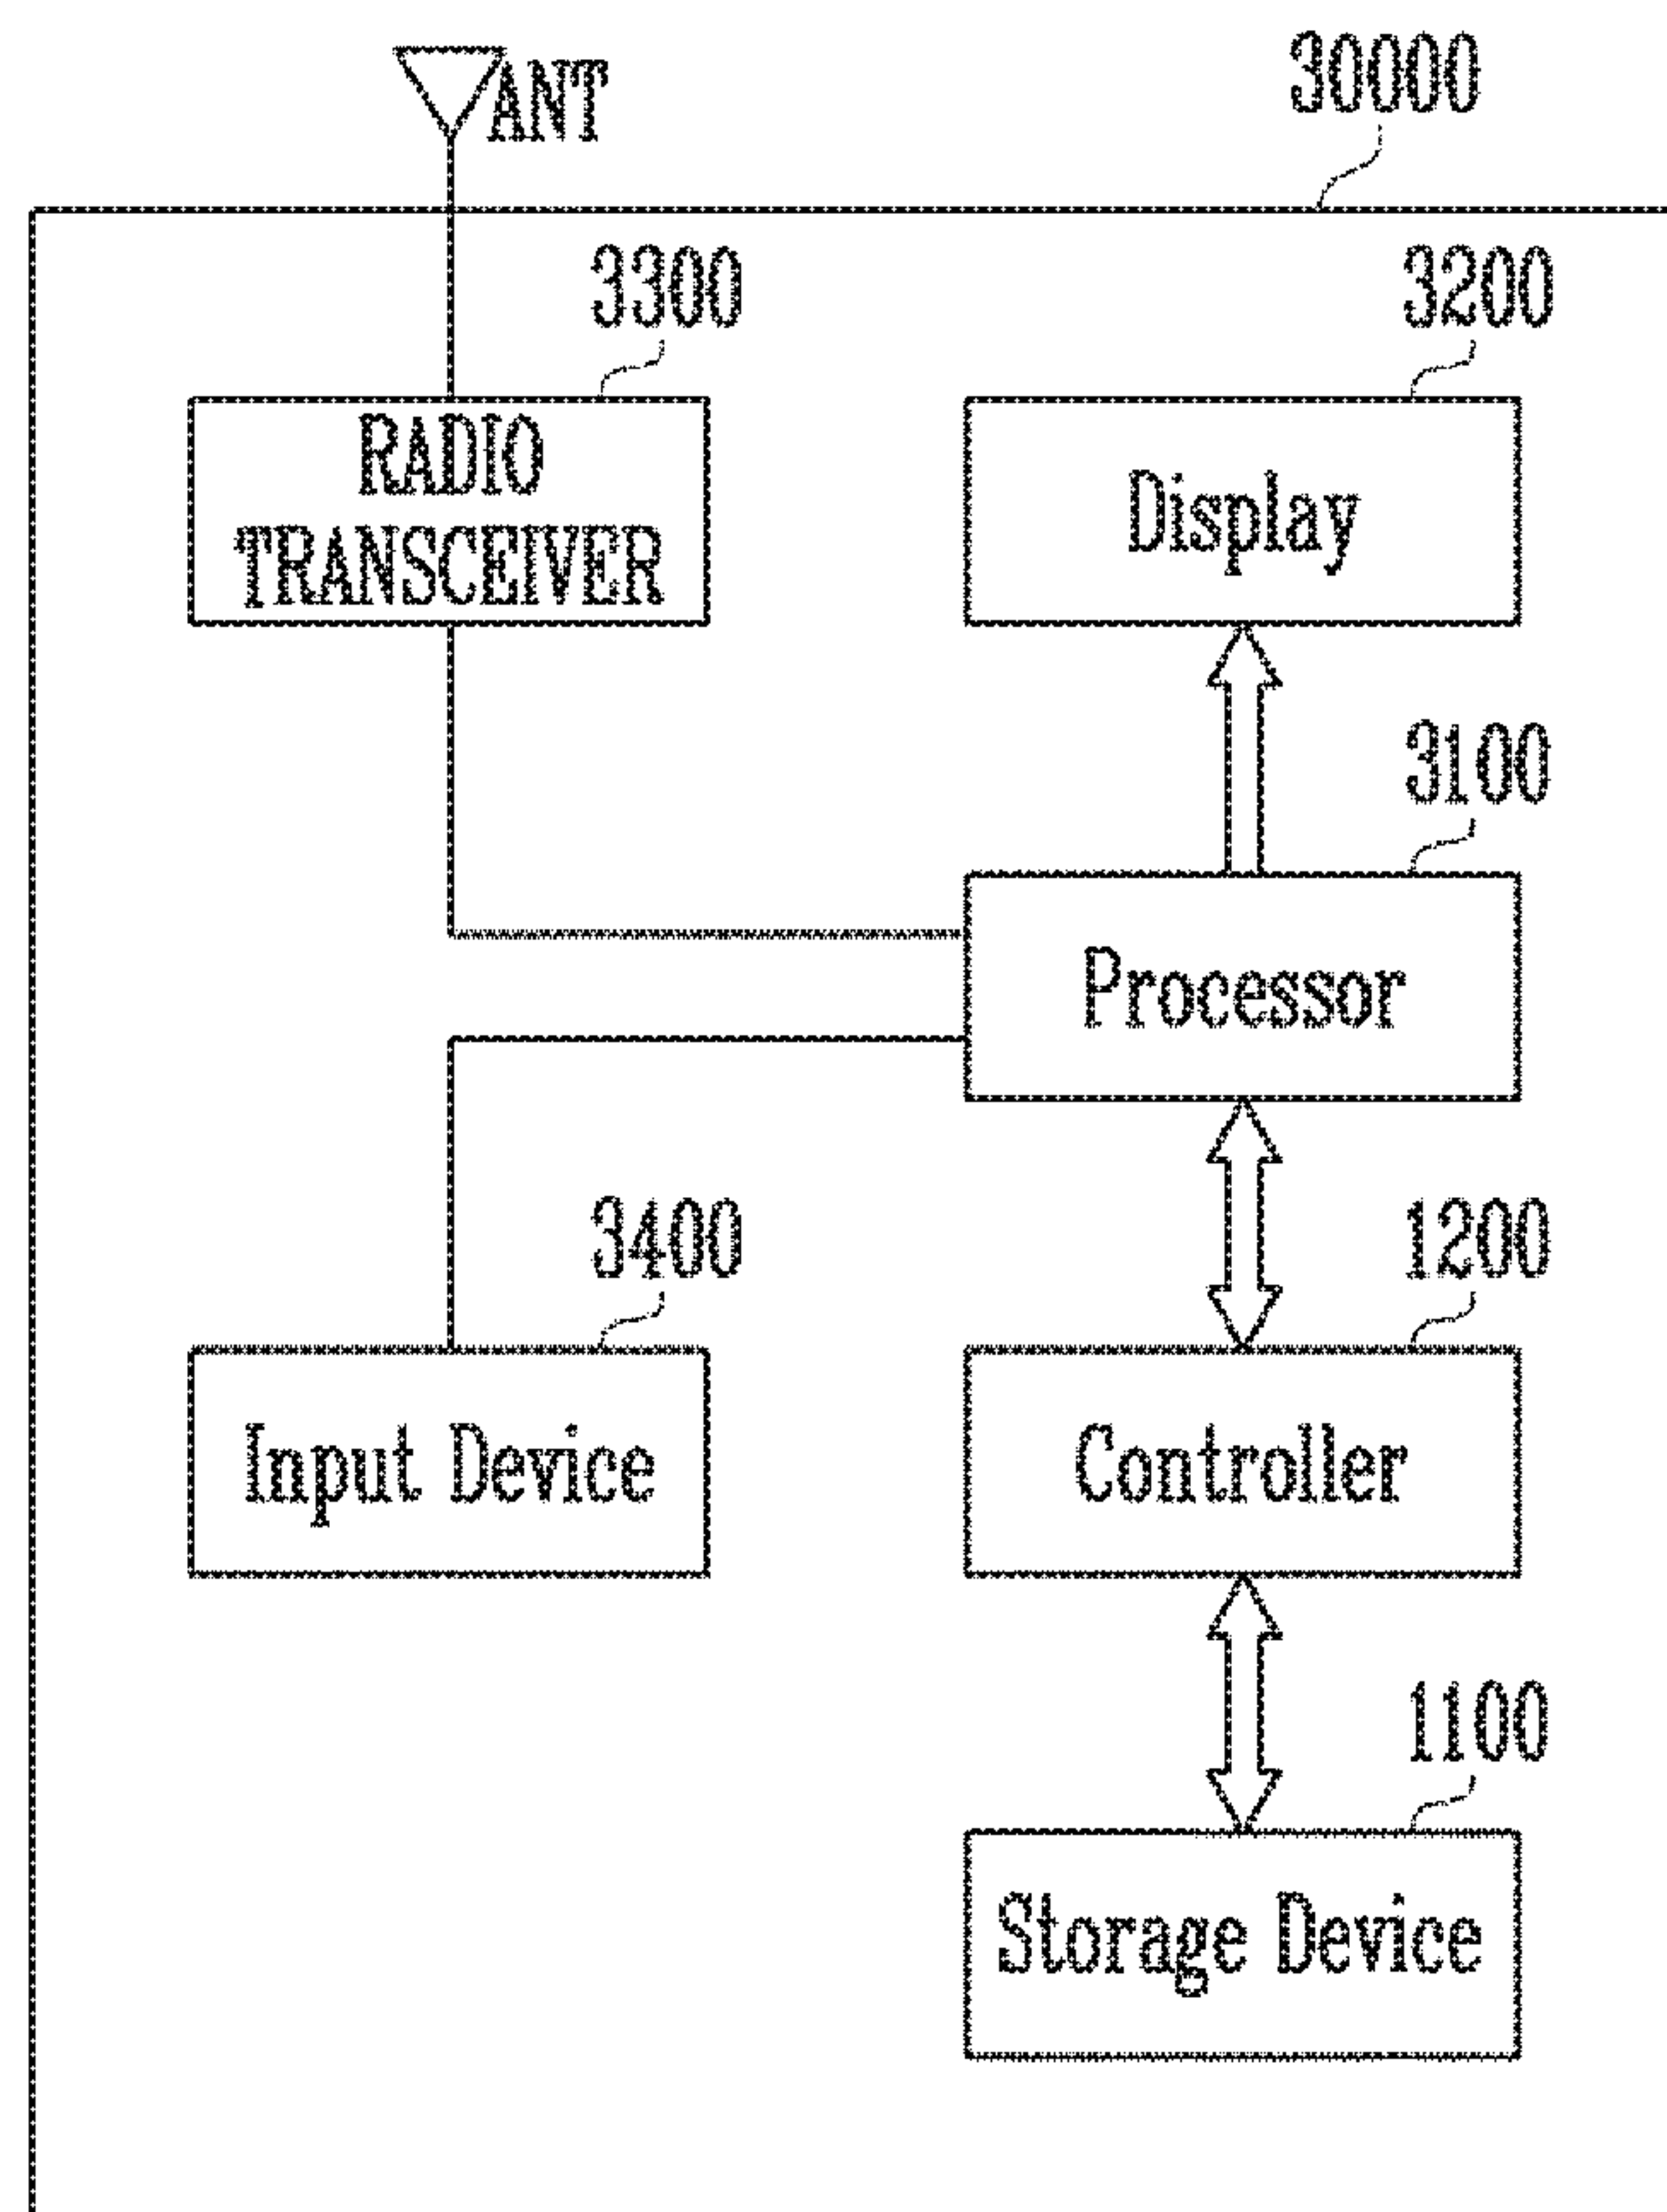 ANT
30000
3300
3200
RADIO
TRANSCEIVER
Display
3100
Processor
3400
1200
Input Device
Controller
1100
Storage Device